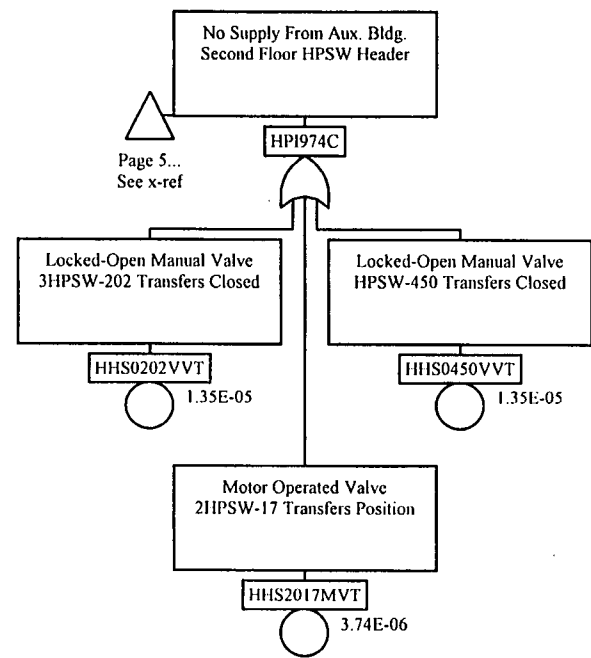 No Supply From Aux. Bldg.
Second Floor HPSW Header
HPI974C
Page 5...
See x-ref
Locked-Open Manual Valve
3HPSW-202 Transfers Closed
Locked-Open Manual Valve
HPSW-450 Transfers Closed
HHS0202VVT
HHS0450VVT
1.35E-05
1.35E-05
Motor Operated Valve
2HPSW-17 Transfers Position
HHS2017MVT
3.74E-06